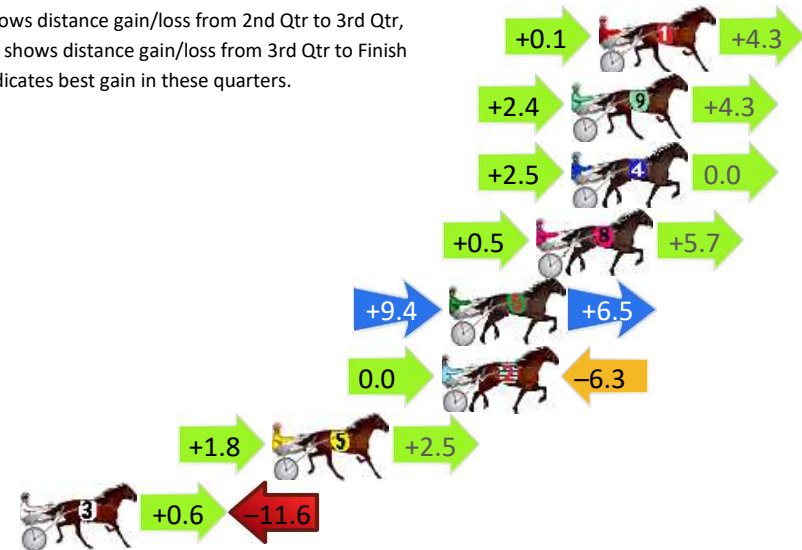 ows distance gain/loss from 2nd Qtr to 3rd Qtr,
shows distance gain/loss from 3rd Qtr to Finish
dicates best gain in these quarters.
+0.1 1 +4.3
+2.4 9 +4.3
+2.5 4 0.0
+0.5 8 +5.7
+9.4 6 +6.5
0.0 2 –6.3
+1.8 5 +2.5
3 +0.6 –11.6